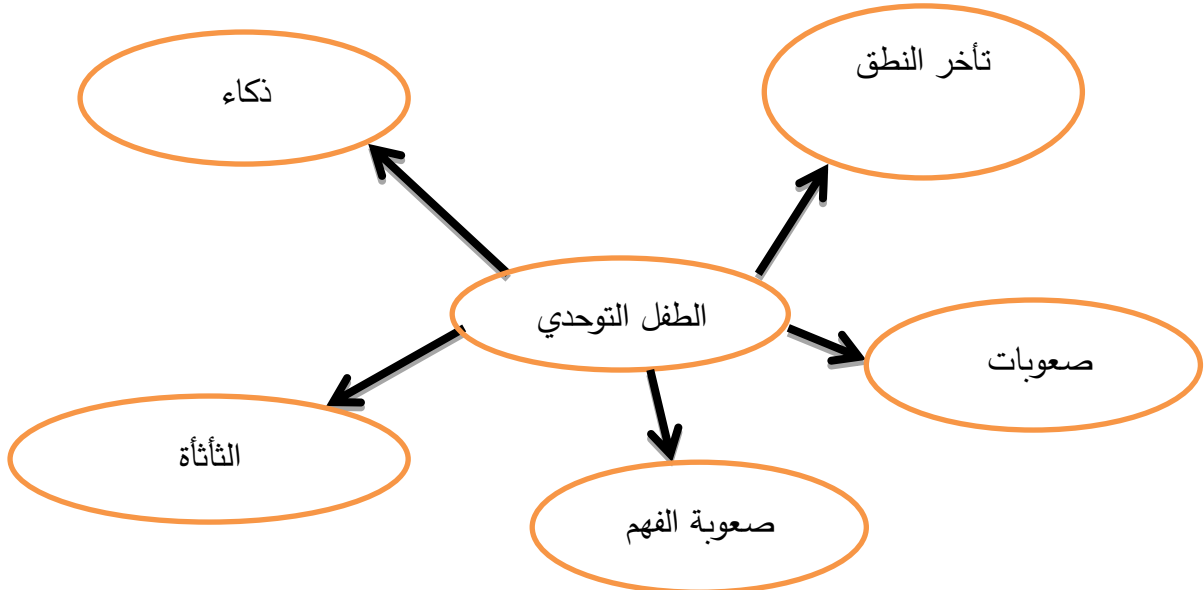 تأخر النطق
ذكاء
الطفل التوحدي
صعوبات
الثأثأة
صعوبة الفهم